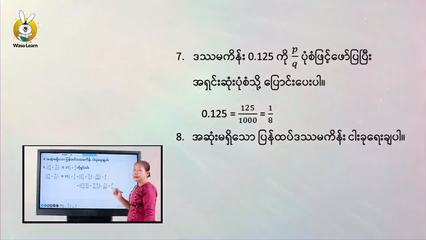 Waso Learn
7. ဒဿမကိန်း 0.125 ကို p/q ပုံစံဖြင့်ဖော်ပြပြီး
အရှင်းဆုံးပုံစံသို့ ပြောင်းပေးပါ။
0.125 = 125/1000 = 1/8
8. အဆုံးမရှိသော ပြန်ထပ်ဒဿမကိန်း ငါးခုရေးချပါ။